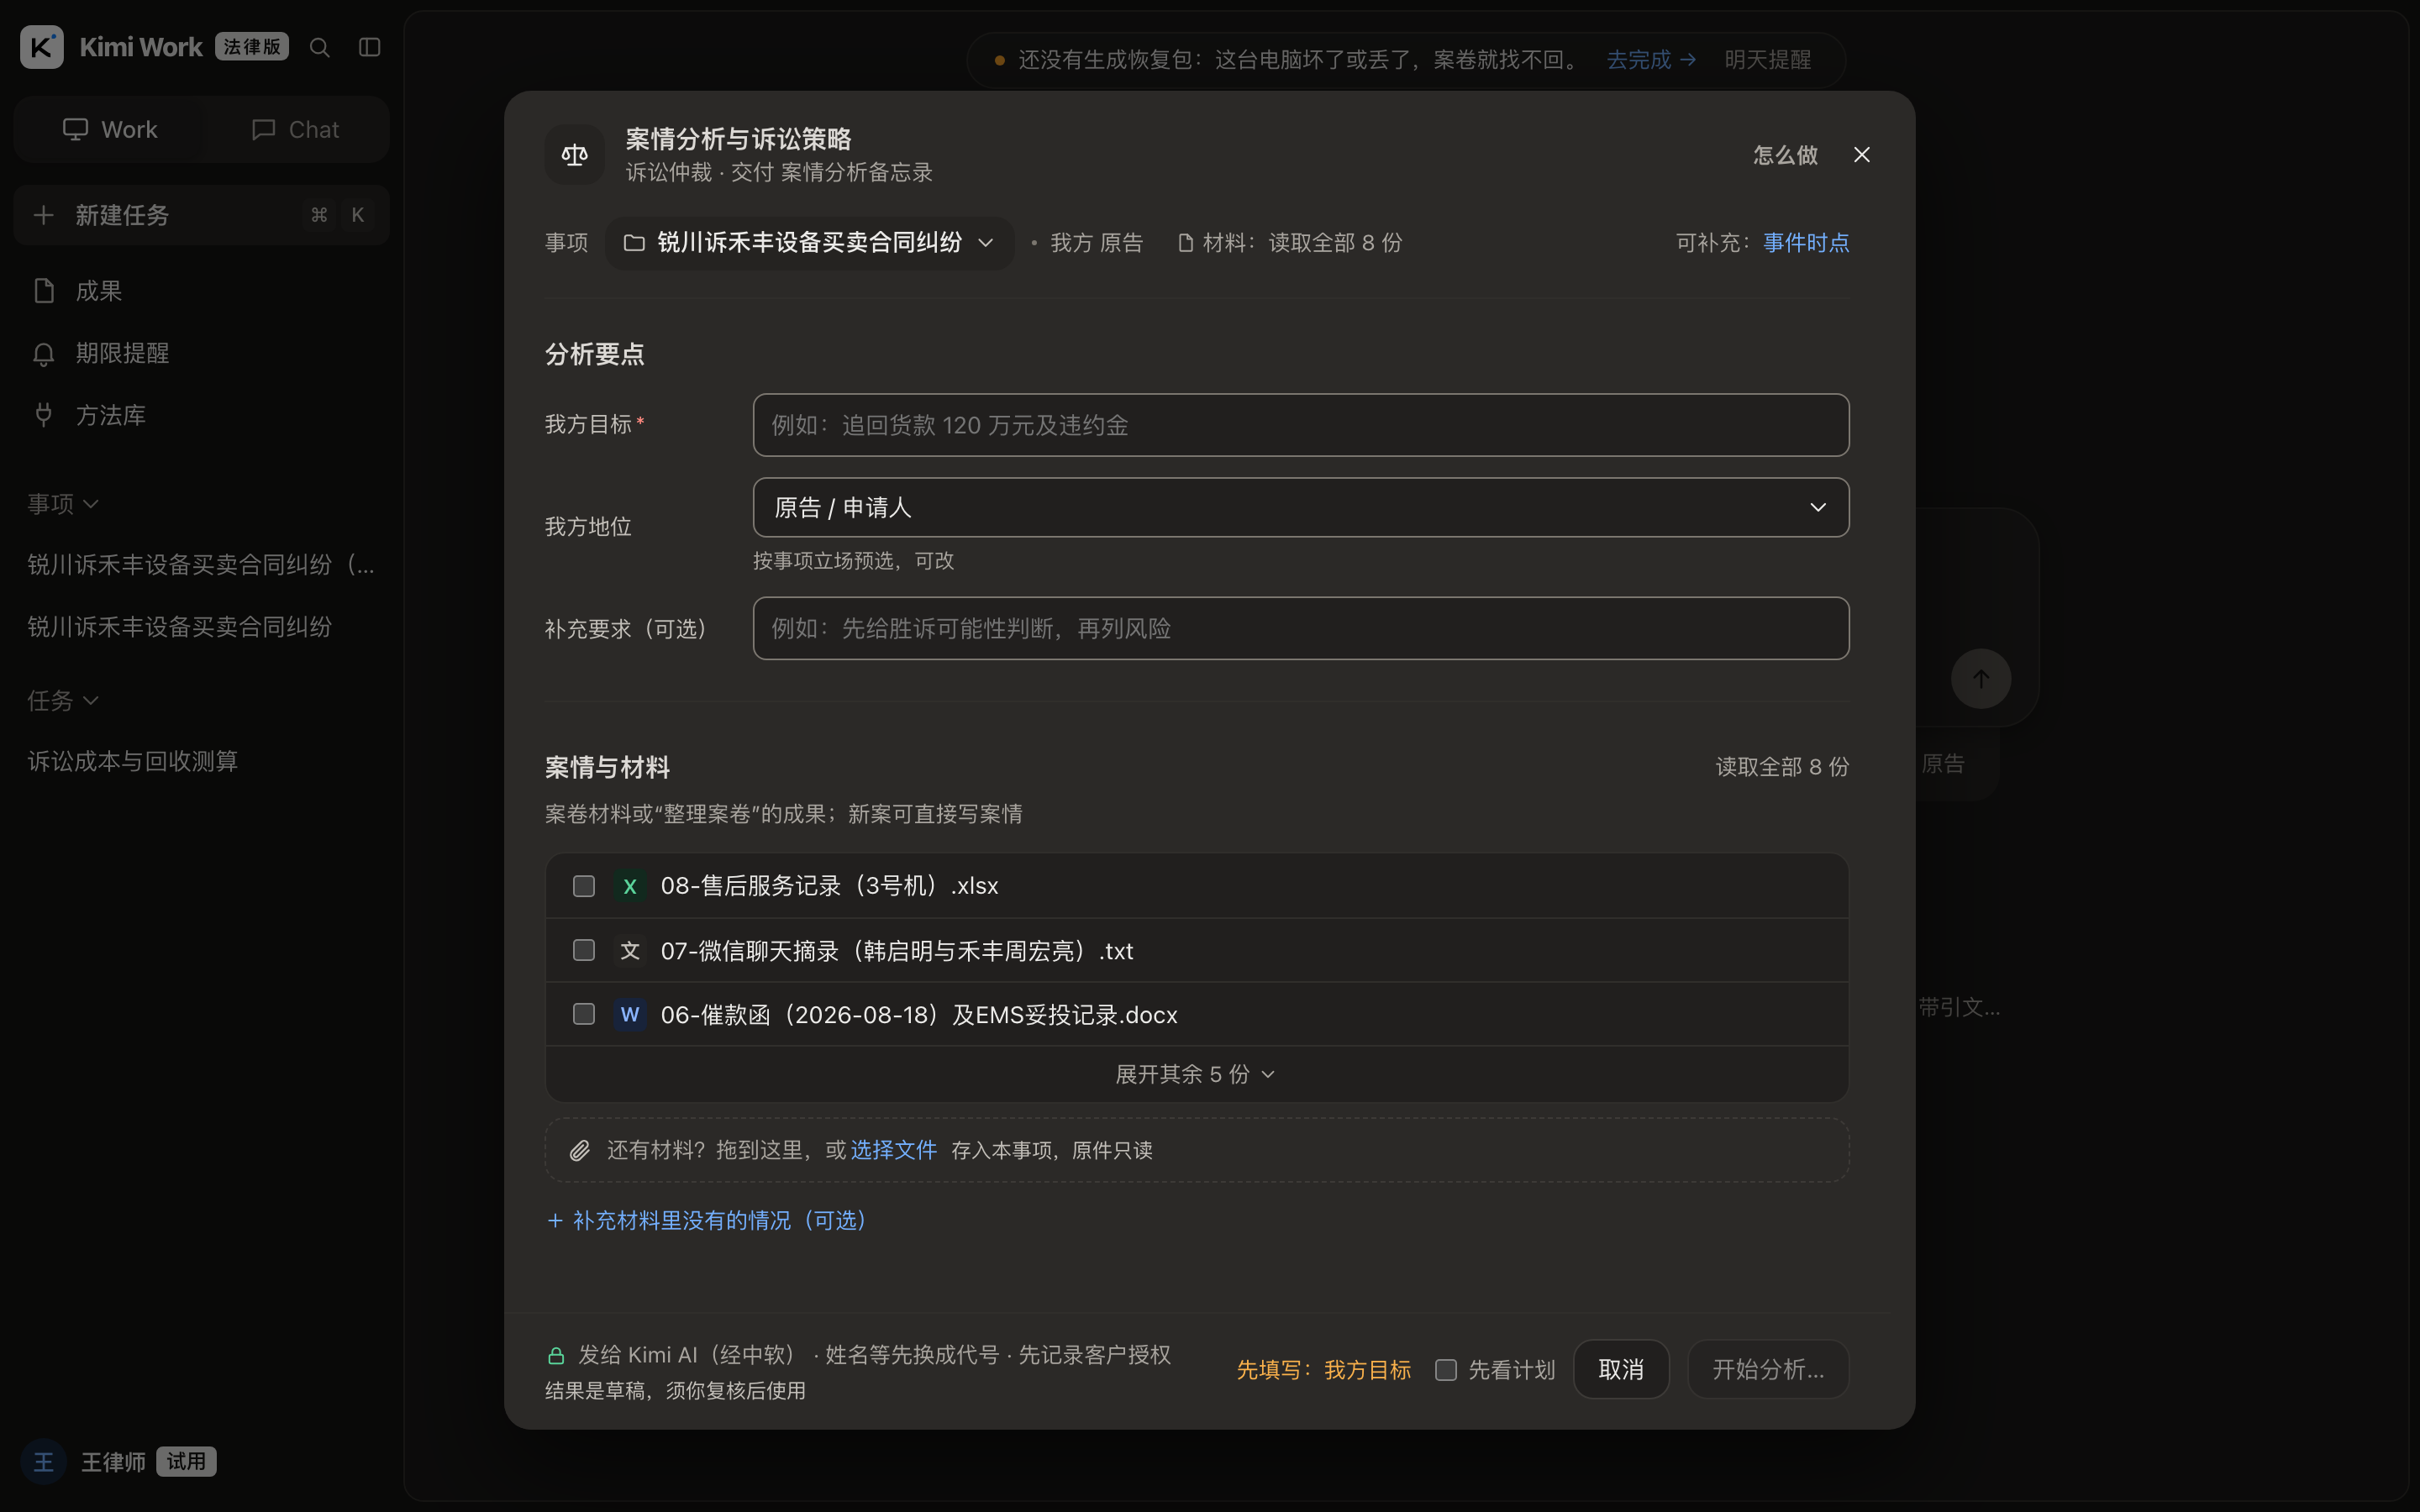 Kimi Work 法律版
Work
Chat
新建任务 ⌘ K
成果
期限提醒
方法库
事项
锐川诉禾丰设备买卖合同纠纷（...
锐川诉禾丰设备买卖合同纠纷
任务
诉讼成本与回收测算
王 王律师 试用
还没有生成恢复包：这台电脑坏了或丢了，案卷就找不回。 去完成 → 明天提醒
案情分析与诉讼策略
诉讼仲裁 · 交付 案情分析备忘录
怎么做
事项 锐川诉禾丰设备买卖合同纠纷 • 我方 原告 材料：读取全部 8 份
可补充：事件时点
分析要点
我方目标*
例如：追回货款 120 万元及违约金
我方地位
原告 / 申请人
按事项立场预选，可改
补充要求（可选）
例如：先给胜诉可能性判断，再列风险
案情与材料
读取全部 8 份
案卷材料或“整理案卷”的成果；新案可直接写案情
X 08-售后服务记录（3号机）.xlsx
文 07-微信聊天摘录（韩启明与禾丰周宏亮）.txt
W 06-催款函（2026-08-18）及EMS妥投记录.docx
展开其余 5 份
还有材料？拖到这里，或选择文件 存入本事项，原件只读
+ 补充材料里没有的情况（可选）
发给 Kimi AI（经中软） · 姓名等先换成代号 · 先记录客户授权
结果是草稿，须你复核后使用
先填写：我方目标
先看计划
取消
开始分析...
原告
带引文...